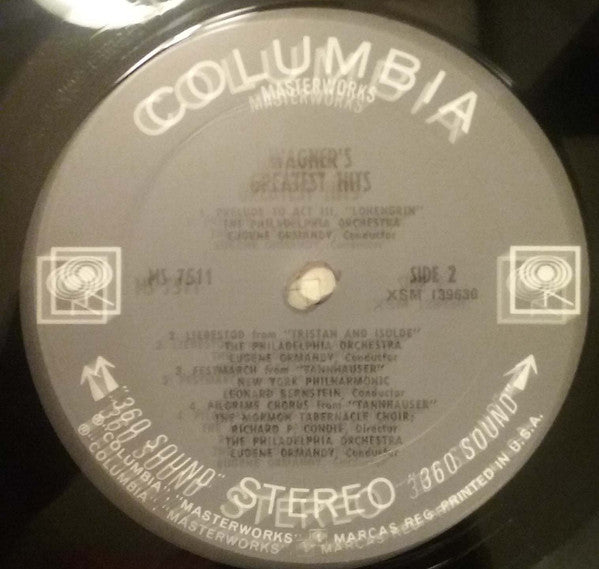 COLUMBIA
MASTERWORKS
WAGNER'S
GREATEST HITS
1. PRELUDE TO ACT III, "LOHENGRIN"
THE PHILADELPHIA ORCHESTRA
EUGENE ORMANDY, Conductor
MS 7511
SIDE 2
XSM 139630
2. LIEBESTOD from "TRISTAN AND ISOLDE"
THE PHILADELPHIA ORCHESTRA
EUGENE ORMANDY, Conductor
3. FESTMARCH from "TANNHAUSER"
NEW YORK PHILHARMONIC
LEONARD BERNSTEIN, Conductor
4. PILGRIMS CHORUS from "TANNHAUSER"
THE MORMON TABERNACLE CHOIR;
RICHARD P. CONDIE, Director
THE PHILADELPHIA ORCHESTRA
EUGENE ORMANDY, Conductor
"360 SOUND" STEREO "360 SOUND"
® "COLUMBIA", "MASTERWORKS", MARCAS REG. PRINTED IN U.S.A.